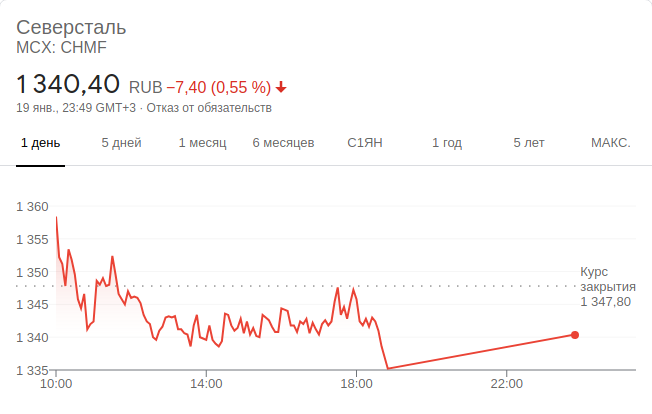 Северсталь
MCX: CHMF
1 340,40 RUB −7,40 (0,55 %)
19 янв., 23:49 GMT+3 · Отказ от обязательств
1 день 5 дней 1 месяц 6 месяцев С1ЯН 1 год 5 лет МАКС.
1 360
1 355
1 350
1 345
1 340
1 335
Курс
закрытия
1 347,80
10:00 14:00 18:00 22:00